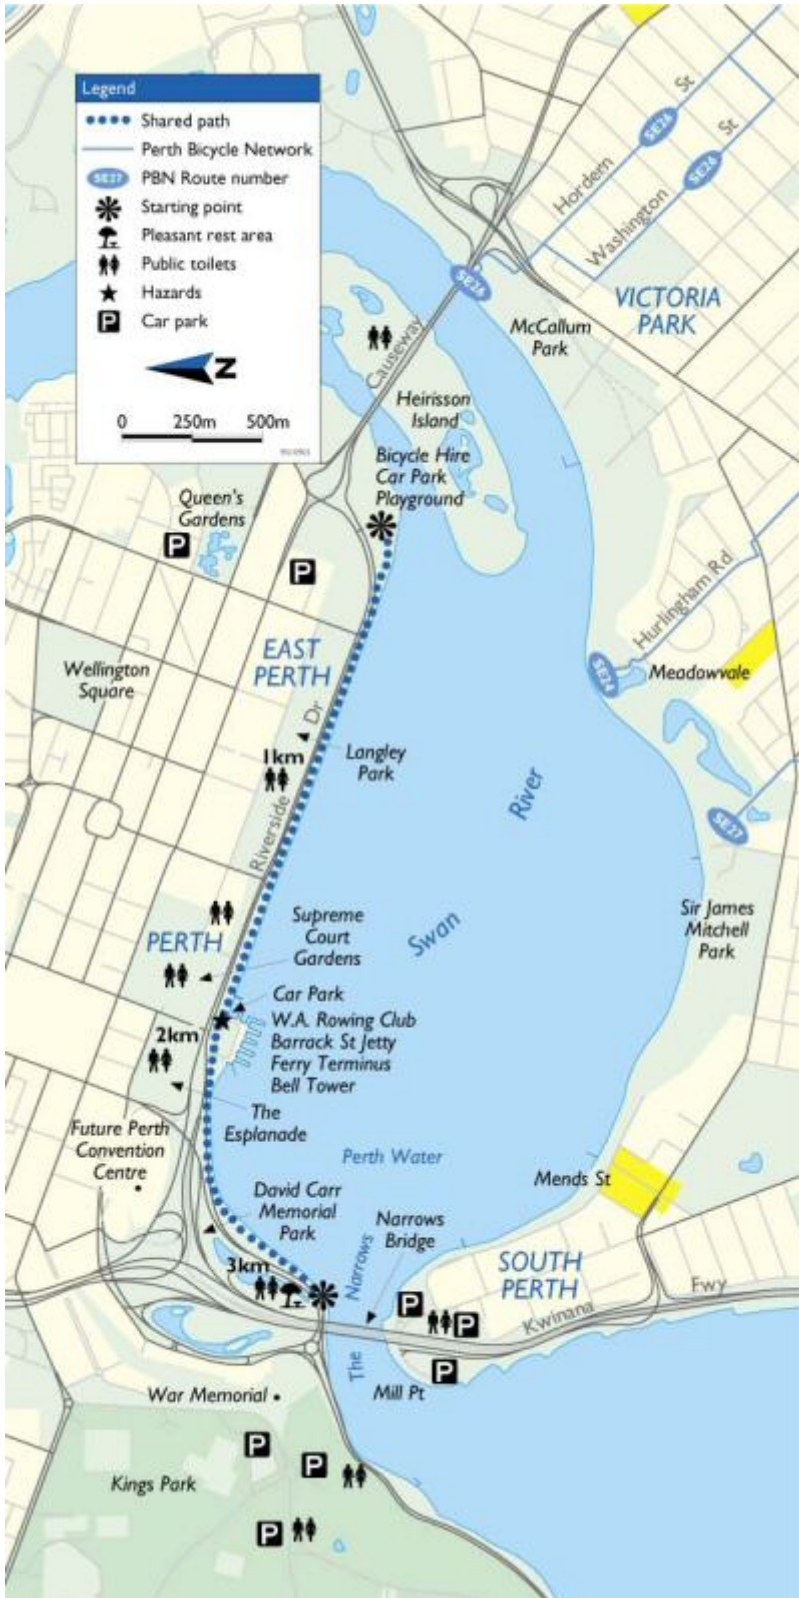 Legend
Shared path
Perth Bicycle Network
SE27 PBN Route number
Starting point
Pleasant rest area
Public toilets
Hazards
P Car park
N
0 250m 500m
St
SE26
St
SE26
Hordern
Washington
SE26
VICTORIA
PARK
McCallum
Park
Causeway
Heirisson
Island
Bicycle Hire
Car Park
Playground
Queen's
Gardens
P
P
Hurlingham Rd
EAST
PERTH
Wellington
Square
SE24
Meadowvale
Dr
1km
Langley
Park
River
Riverside
SE27
Supreme
Court
Gardens
PERTH
Swan
Sir James
Mitchell
Park
Car Park
W.A. Rowing Club
Barrack St Jetty
Ferry Terminus
Bell Tower
2km
The
Esplanade
Future Perth
Convention
Centre
Perth Water
Mends St
David Carr
Memorial
Park
Narrows
Bridge
3km
The Narrows
SOUTH
PERTH
P
P
Kwinana Fwy
P
Mill Pt
War Memorial
P
P
Kings Park
P